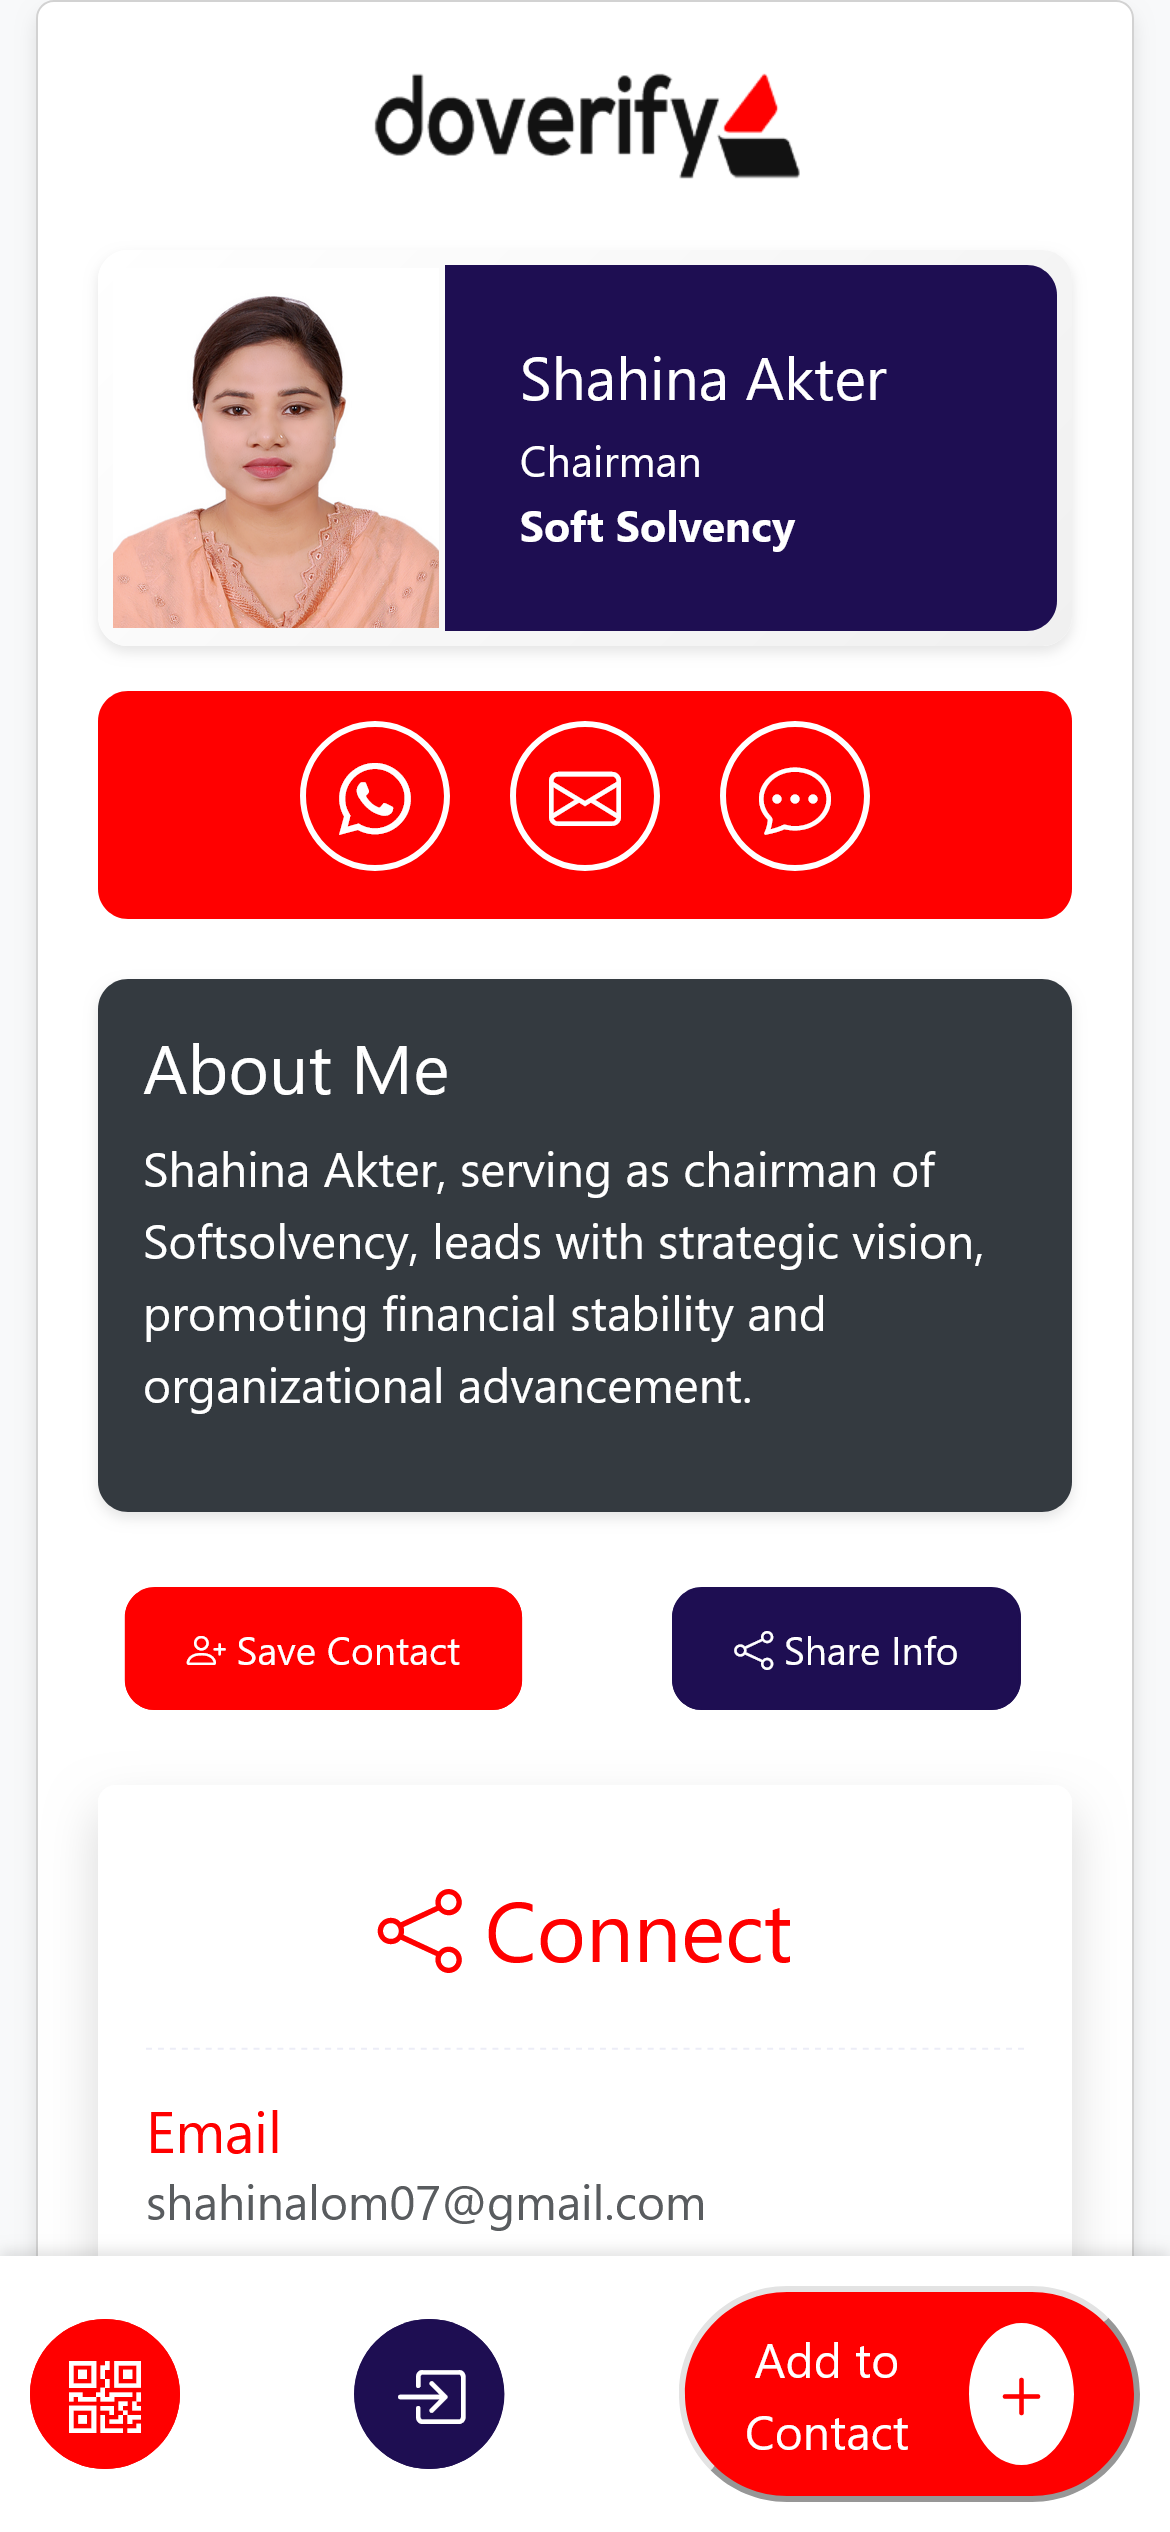 doverify
Shahina Akter
Chairman
Soft Solvency
About Me
Shahina Akter, serving as chairman of
Softsolvency, leads with strategic vision,
promoting financial stability and
organizational advancement.
Save Contact
Share Info
Connect
Email
shahinalom07@gmail.com
Add to
Contact